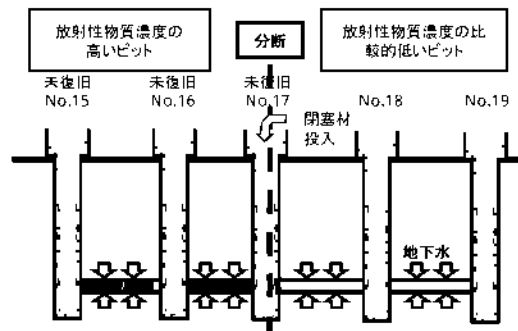 放射性物質濃度の
高いピット
分断
放射性物質濃度の比
較的低いピット
未復旧
No.15
未復旧
No.16
未復旧
No.17
No.18
No.19
閉塞材
投入
地下水